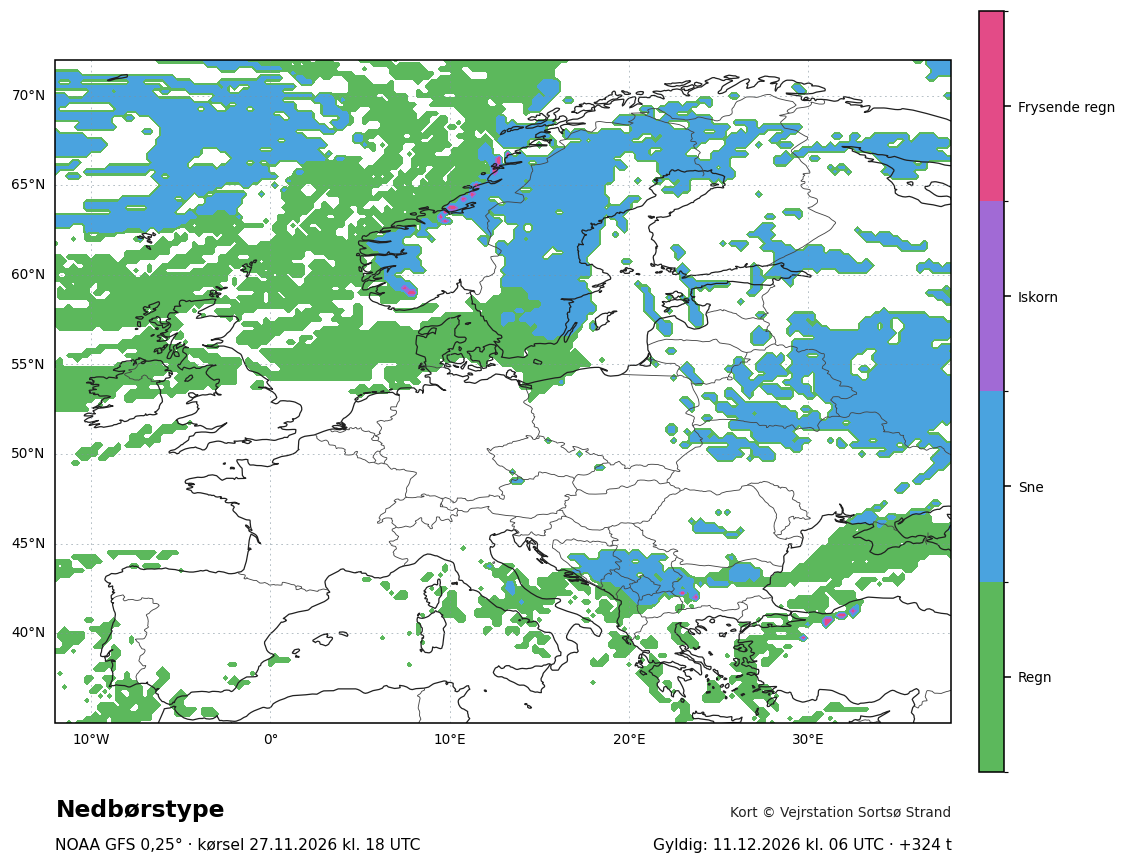 Frysende regn
Iskorn
Sne
Regn
70°N
65°N
60°N
55°N
50°N
45°N
40°N
10°W
0°
10°E
20°E
30°E
Nedbørstype
Kort © Vejrstation Sortsø Strand
NOAA GFS 0,25° · kørsel 27.11.2026 kl. 18 UTC
Gyldig: 11.12.2026 kl. 06 UTC · +324 t